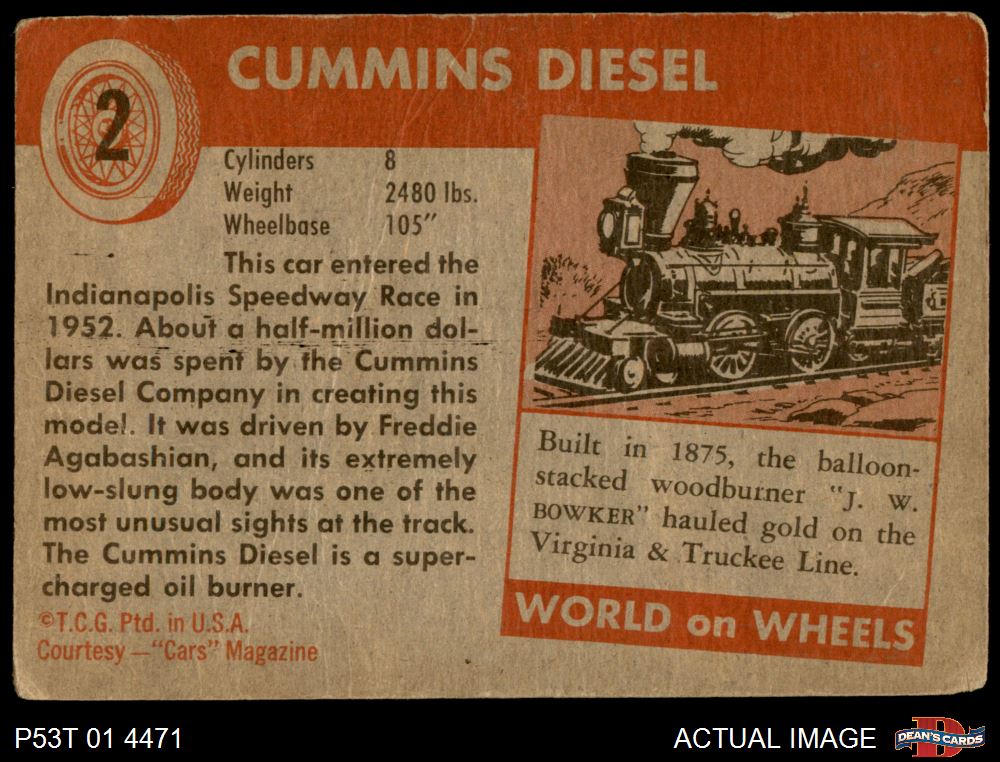 2
CUMMINS DIESEL
Cylinders 8
Weight 2480 lbs.
Wheelbase 105"
This car entered the
Indianapolis Speedway Race in
1952. About a half-million dol-
lars was spent by the Cummins
Diesel Company in creating this
model. It was driven by Freddie
Agabashian, and its extremely
low-slung body was one of the
most unusual sights at the track.
The Cummins Diesel is a super-
charged oil burner.
©T.C.G. Ptd. in U.S.A.
Courtesy—"Cars" Magazine
Built in 1875, the balloon-
stacked woodburner "J. W.
BOWKER" hauled gold on the
Virginia & Truckee Line.
WORLD on WHEELS
P53T 01 4471
ACTUAL IMAGE
D
DEAN'S CARDS